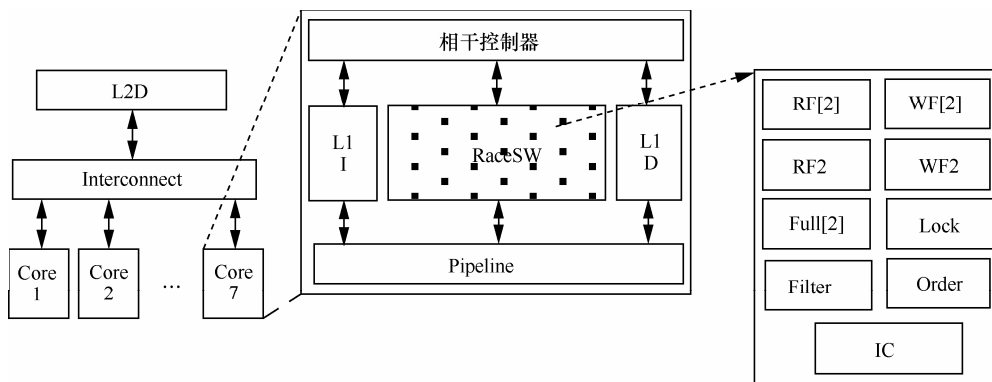 L2D
Interconnect
Core
1
Core
2
...
Core
7
相干控制器
L1
I
RaceSW
L1
D
Pipeline
RF[2]
WF[2]
RF2
WF2
Full[2]
Lock
Filter
Order
IC